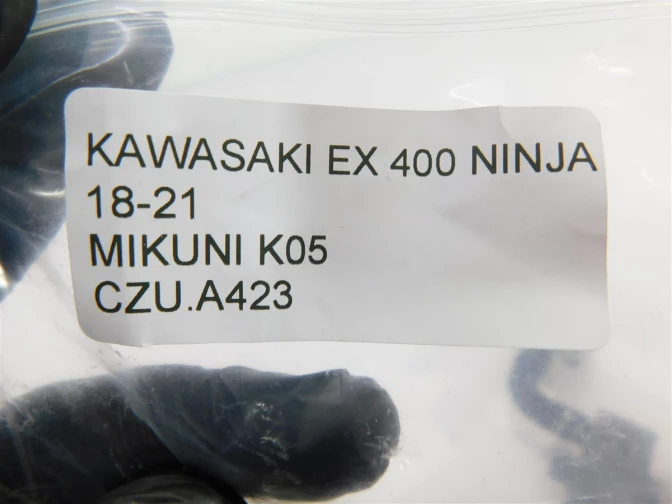 KAWASAKI EX 400 NINJA
18-21
MIKUNI K05
CZU.A423